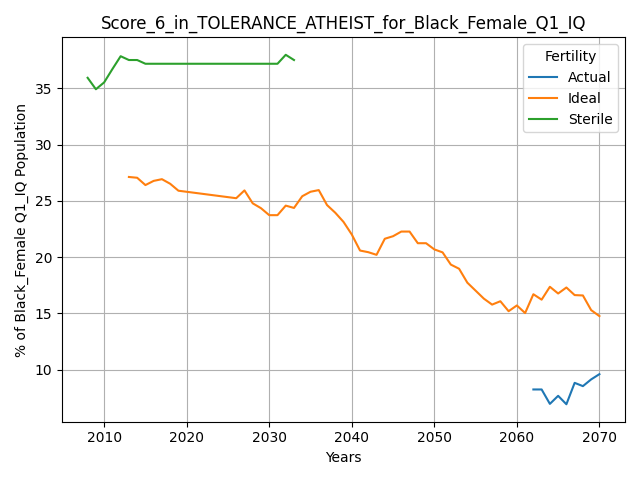 Score_6_in_TOLERANCE_ATHEIST_for_Black_Female_Q1_IQ
Fertility
Actual
Ideal
Sterile
% of Black_Female Q1_IQ Population
35
30
25
20
15
10
2010 2020 2030 2040 2050 2060 2070
Years